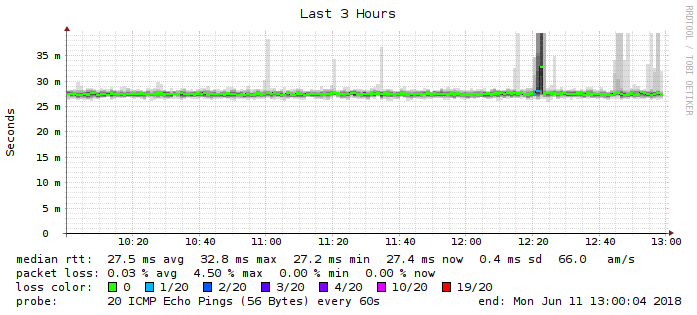 Last 3 Hours
RRDTOOL / TOBI OETIKER
Seconds
35 m
30 m
25 m
20 m
15 m
10 m
5 m
0
10:20 10:40 11:00 11:20 11:40 12:00 12:20 12:40 13:00
median rtt: 27.5 ms avg 32.8 ms max 27.2 ms min 27.4 ms now 0.4 ms sd 66.0 am/s
packet loss: 0.03 % avg 4.50 % max 0.00 % min 0.00 % now
loss color: 0 1/20 2/20 3/20 4/20 10/20 19/20
probe: 20 ICMP Echo Pings (56 Bytes) every 60s end: Mon Jun 11 13:00:04 2018